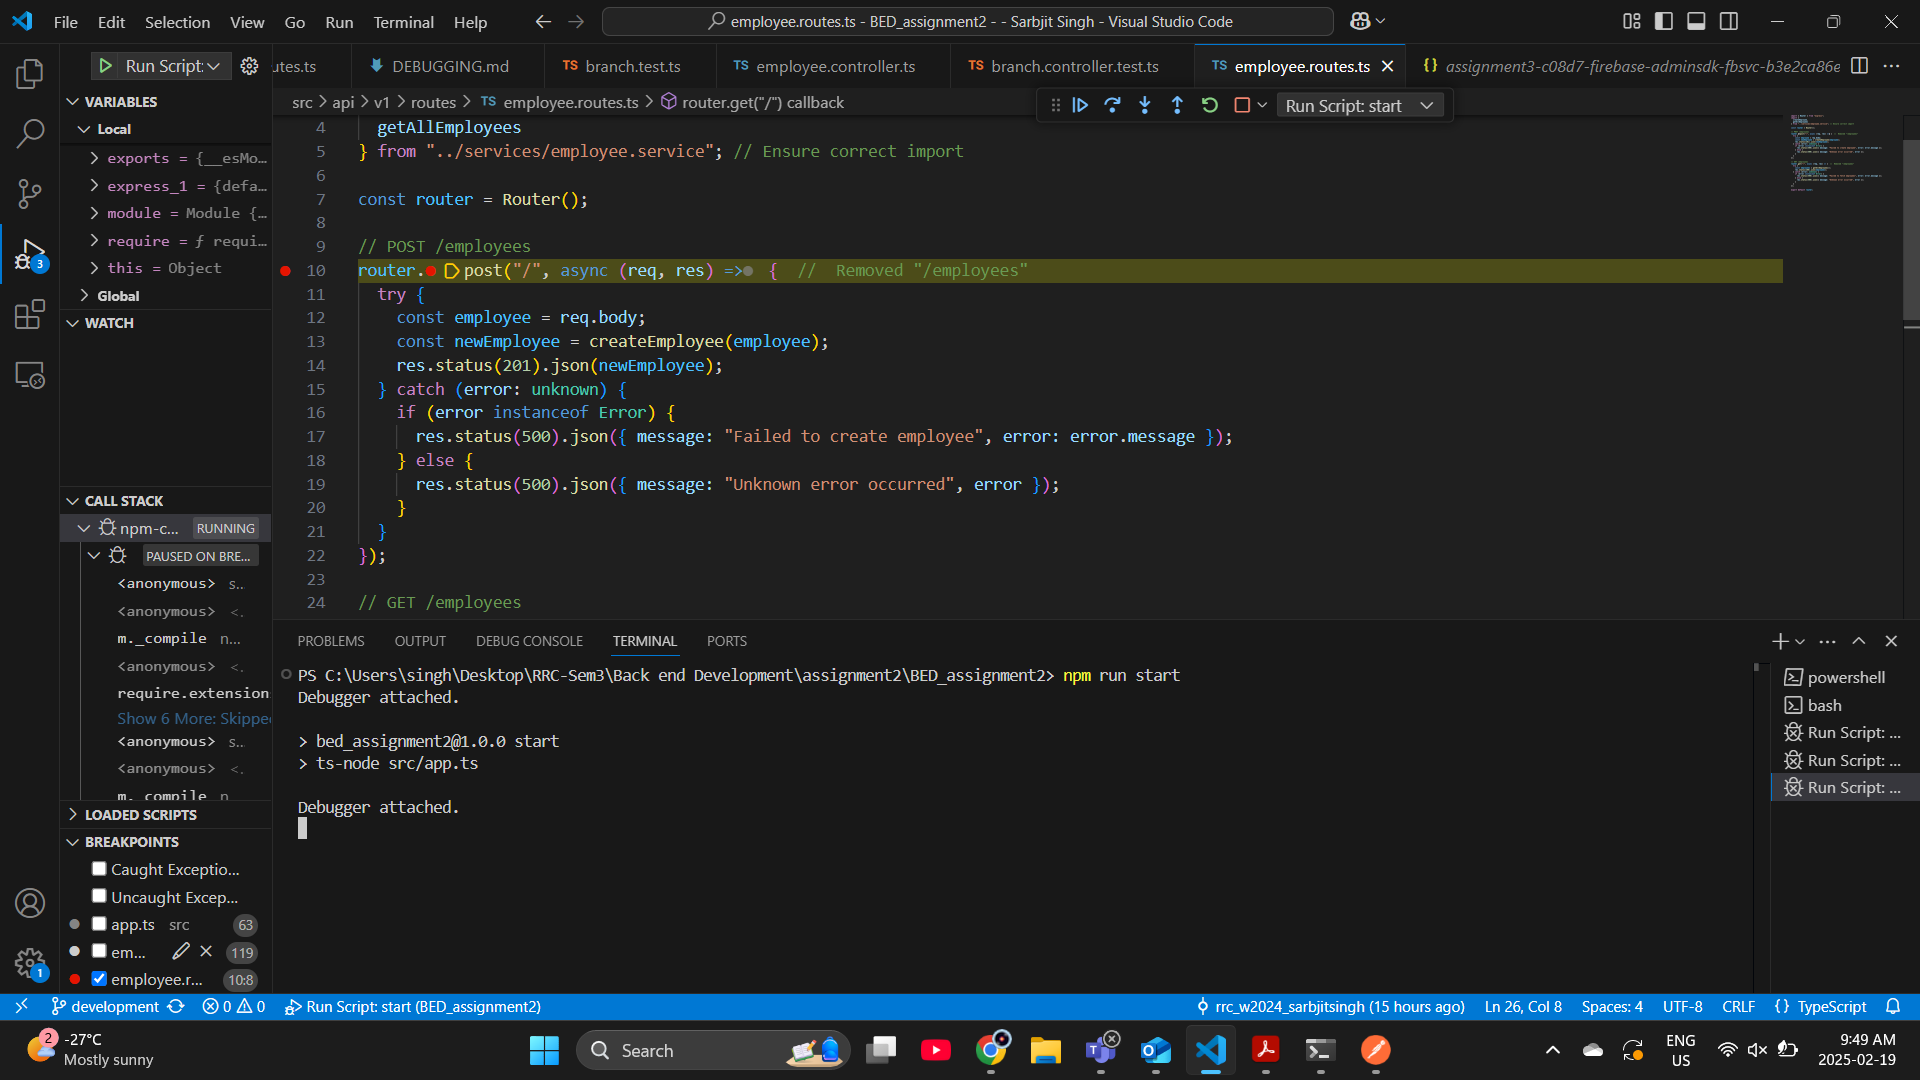 File Edit Selection View Go Run Terminal Help
employee.routes.ts - BED_assignment2 - - Sarbjit Singh - Visual Studio Code
Run Script:
utes.ts
DEBUGGING.md
TS branch.test.ts
TS employee.controller.ts
TS branch.controller.test.ts
TS employee.routes.ts
{} assignment3-c08d7-firebase-adminsdk-fbsvc-b3e2ca86e
src > api > v1 > routes > TS employee.routes.ts > router.get("/") callback
Run Script: start
VARIABLES
Local
exports = {__esMo...
express_1 = {defa...
module = Module {...
require = ƒ requi...
this = Object
Global
WATCH
CALL STACK
npm-c... RUNNING
PAUSED ON BRE...
<anonymous> s...
<anonymous> <.
m._compile n...
<anonymous> <.
require.extension
Show 6 More: Skippe
<anonymous> s...
<anonymous> <.
m._compile n
LOADED SCRIPTS
BREAKPOINTS
Caught Exceptio...
Uncaught Excep...
app.ts src 63
em... 119
employee.r... 10:8
3
1
4 getAllEmployees
5 } from "../services/employee.service"; // Ensure correct import
6
7 const router = Router();
8
9 // POST /employees
10 router.post("/", async (req, res) => { // Removed "/employees"
11 try {
12 const employee = req.body;
13 const newEmployee = createEmployee(employee);
14 res.status(201).json(newEmployee);
15 } catch (error: unknown) {
16 if (error instanceof Error) {
17 res.status(500).json({ message: "Failed to create employee", error: error.message });
18 } else {
19 res.status(500).json({ message: "Unknown error occurred", error });
20 }
21 }
22 });
23
24 // GET /employees
PROBLEMS OUTPUT DEBUG CONSOLE TERMINAL PORTS
PS C:\Users\singh\Desktop\RRC-Sem3\Back end Development\assignment2\BED_assignment2> npm run start
Debugger attached.
> bed_assignment2@1.0.0 start
> ts-node src/app.ts
Debugger attached.
powershell
bash
Run Script: ...
Run Script: ...
Run Script: ...
development 0 0 Run Script: start (BED_assignment2)
rrc_w2024_sarbjitsingh (15 hours ago) Ln 26, Col 8 Spaces: 4 UTF-8 CRLF {} TypeScript
2
-27°C
Mostly sunny
Search
ENG
US
9:49 AM
2025-02-19